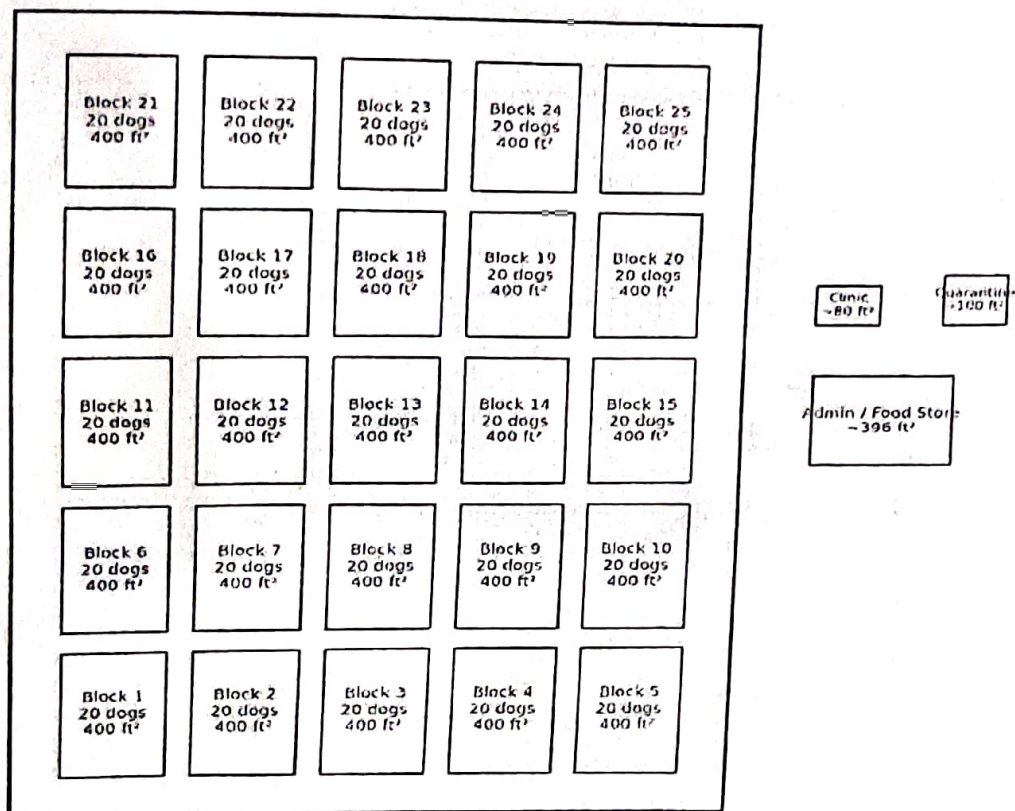 Block 21
20 dogs
400 ft²
Block 22
20 dogs
400 ft²
Block 23
20 dogs
400 ft²
Block 24
20 dogs
400 ft²
Block 25
20 dogs
400 ft²
Block 16
20 dogs
400 ft²
Block 17
20 dogs
400 ft²
Block 18
20 dogs
400 ft²
Block 19
20 dogs
400 ft²
Block 20
20 dogs
400 ft²
Clinic
~80 ft²
Quarantine
~100 ft²
Block 11
20 dogs
400 ft²
Block 12
20 dogs
400 ft²
Block 13
20 dogs
400 ft²
Block 14
20 dogs
400 ft²
Block 15
20 dogs
400 ft²
Admin / Food Store
~396 ft²
Block 6
20 dogs
400 ft²
Block 7
20 dogs
400 ft²
Block 8
20 dogs
400 ft²
Block 9
20 dogs
400 ft²
Block 10
20 dogs
400 ft²
Block 1
20 dogs
400 ft²
Block 2
20 dogs
400 ft²
Block 3
20 dogs
400 ft²
Block 4
20 dogs
400 ft²
Block 5
20 dogs
400 ft²